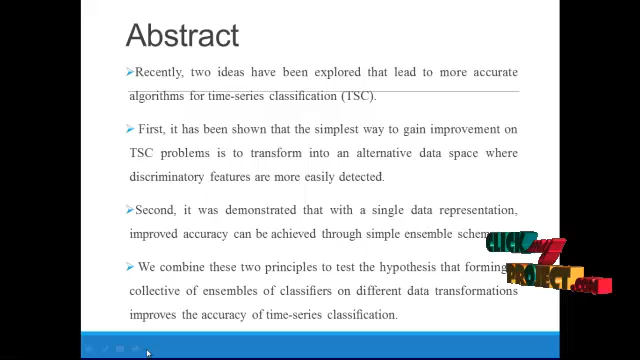 Abstract
➢Recently, two ideas have been explored that lead to more accurate
algorithms for time-series classification (TSC).
➢ First, it has been shown that the simplest way to gain improvement on
TSC problems is to transform into an alternative data space where
discriminatory features are more easily detected.
➢Second, it was demonstrated that with a single data representation,
improved accuracy can be achieved through simple ensemble
➢ We combine these two principles to test the hypothesis that forming
collective of ensembles of classifiers on different data transformations
improves the accuracy of time-series classification.
CLICK MY
PROJECT.COM